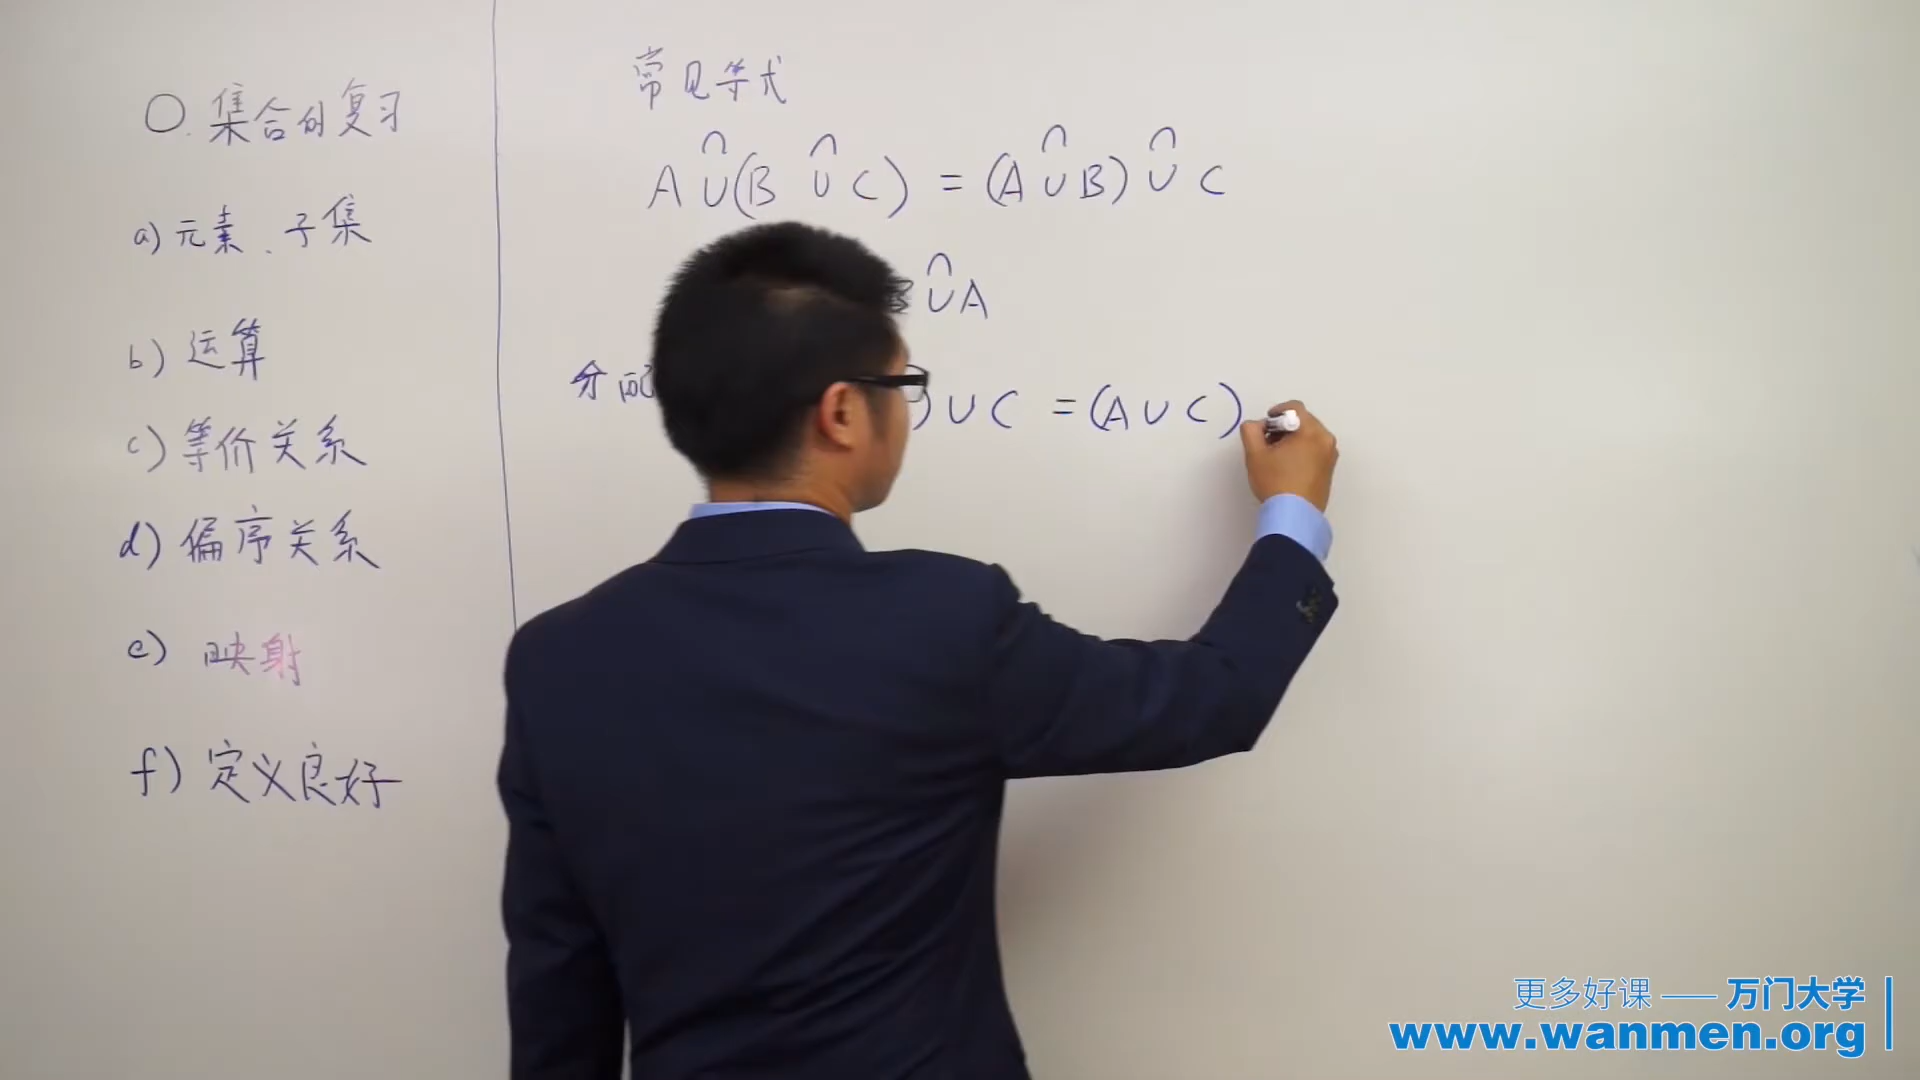 0. 集合的复习
a) 元素、子集
b) 运算
c) 等价关系
d) 偏序关系
e) 映射
f) 定义良好
常见等式
∩ ∩ ∩ ∩
A ∪ (B ∪ C) = (A ∪ B) ∪ C
∩
B ∪ A
分配
) ∪ C = (A ∪ C)
更多好课 —— 万门大学
www.wanmen.org